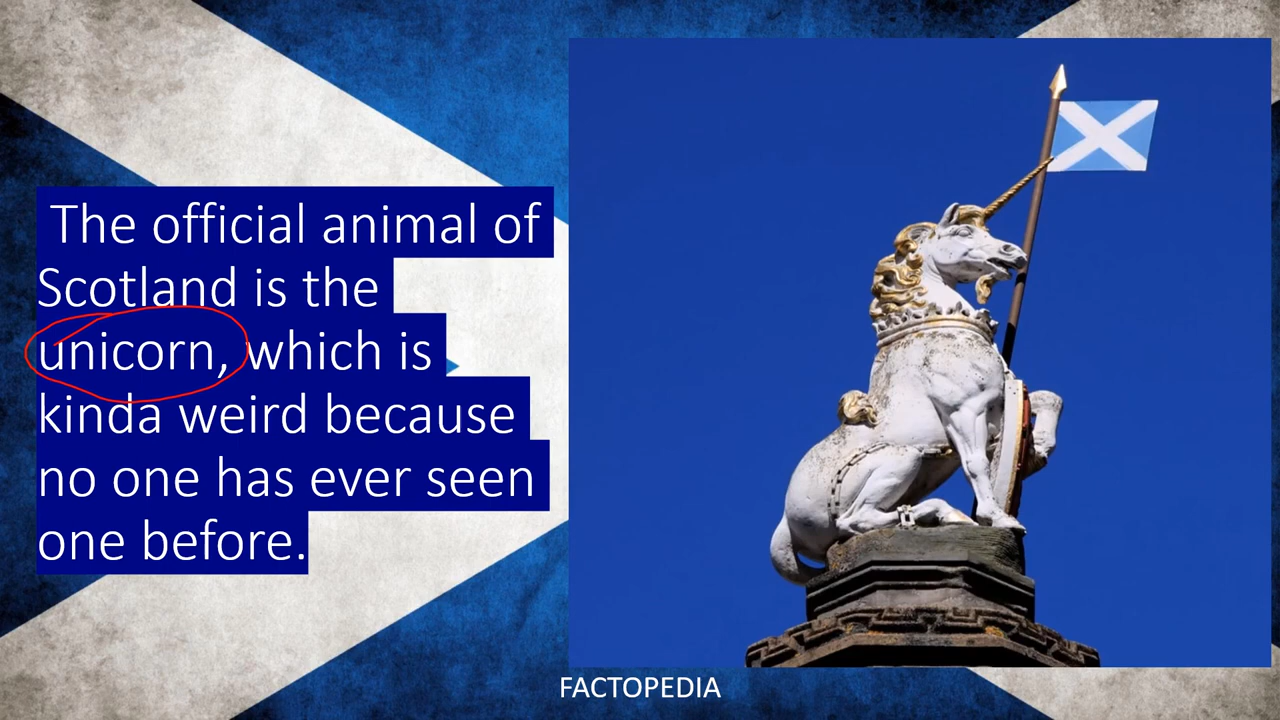 The official animal of
Scotland is the
unicorn, which is
kinda weird because
no one has ever seen
one before.
FACTOPEDIA